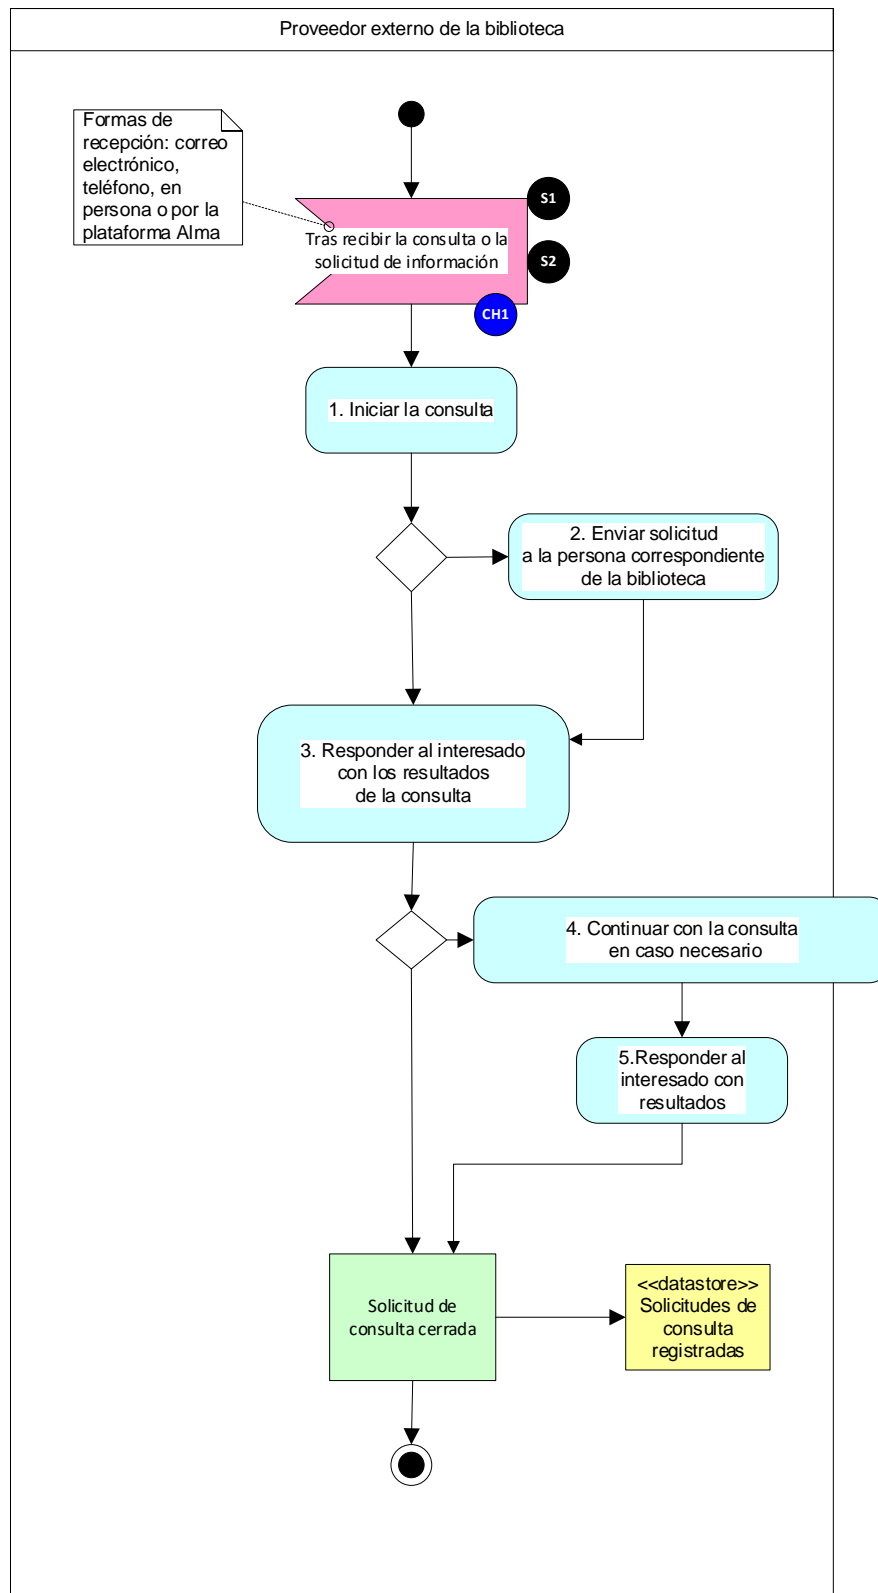 Proveedor externo de la biblioteca
Formas de
recepción: correo
electrónico,
teléfono, en
persona o por la
plataforma Alma
S1
Tras recibir la consulta o la
solicitud de información
S2
CH1
1. Iniciar la consulta
2. Enviar solicitud
a la persona correspondiente
de la biblioteca
3. Responder al interesado
con los resultados
de la consulta
4. Continuar con la consulta
en caso necesario
5.Responder al
interesado con
resultados
Solicitud de
consulta cerrada
<<datastore>>
Solicitudes de
consulta
registradas